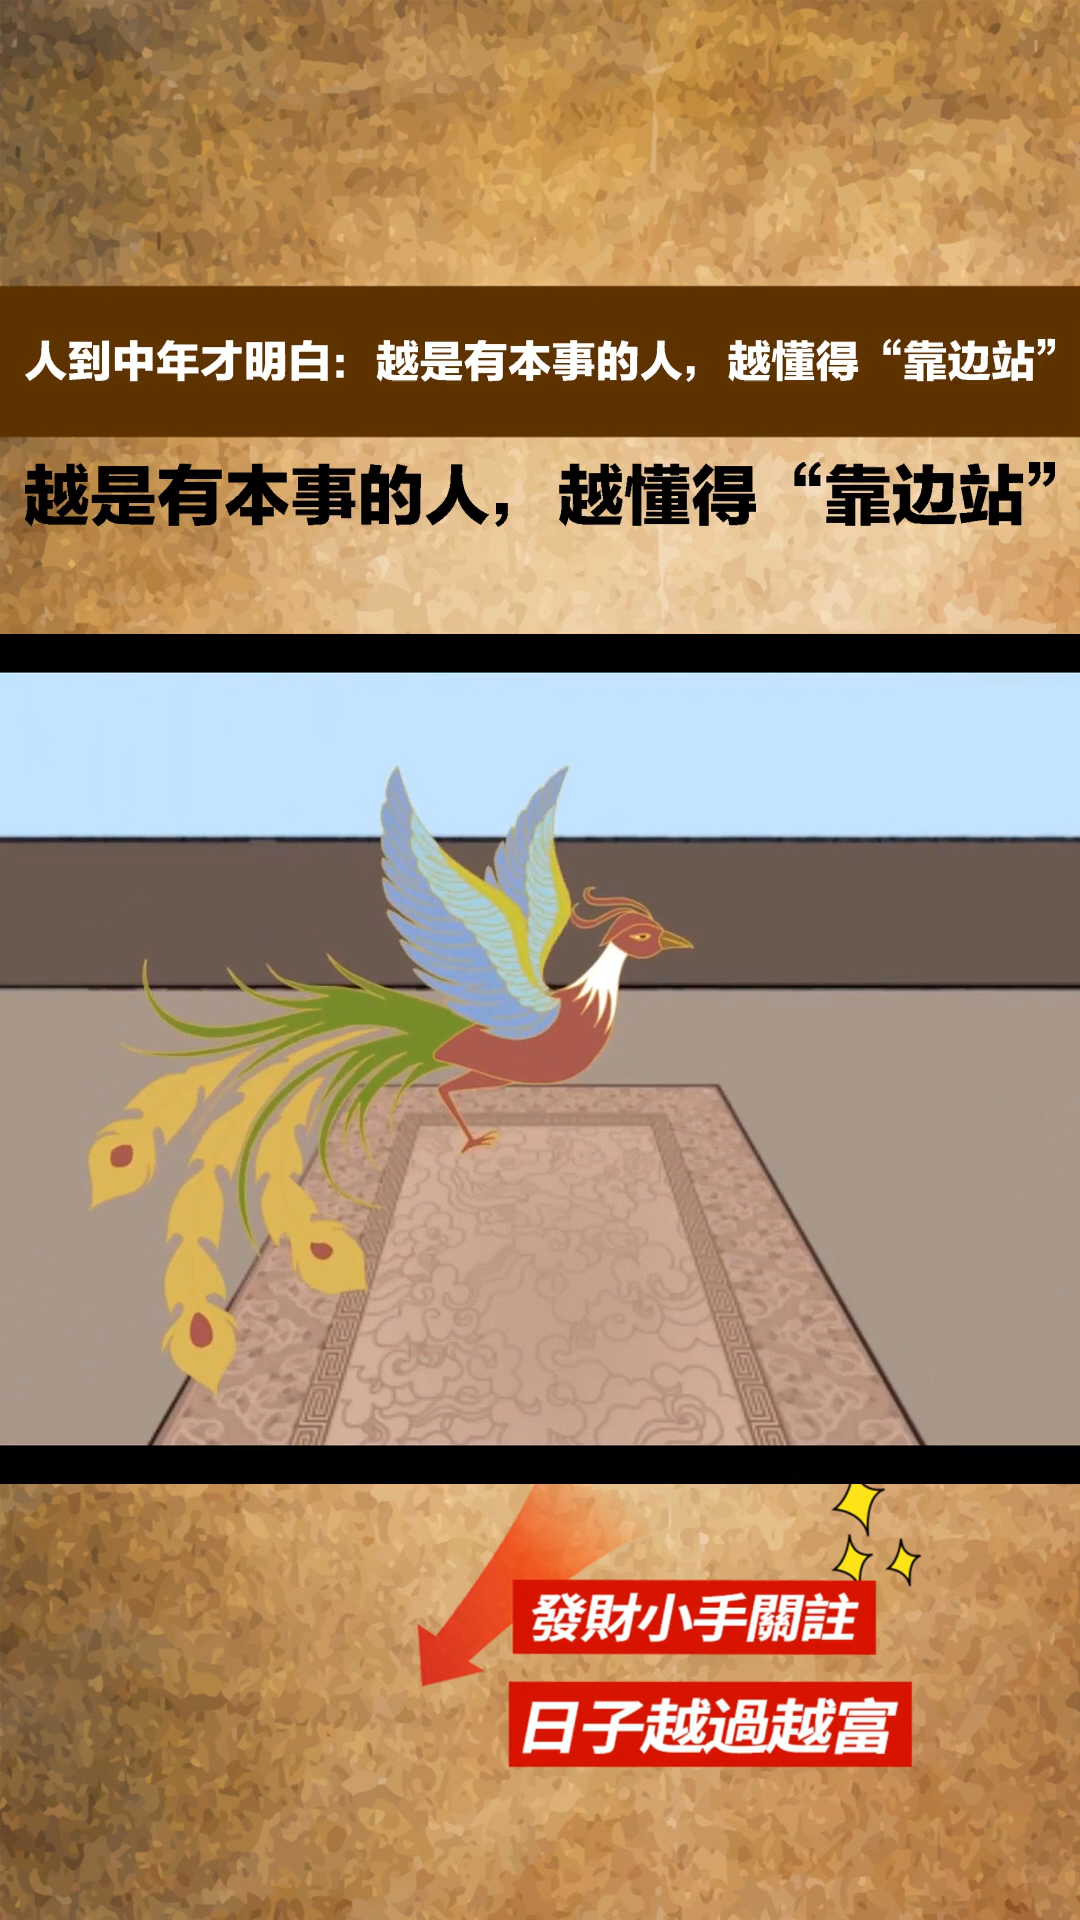 人到中年才明白：越是有本事的人，越懂得“靠边站”
越是有本事的人，越懂得“靠边站”
發財小手關註
日子越過越富